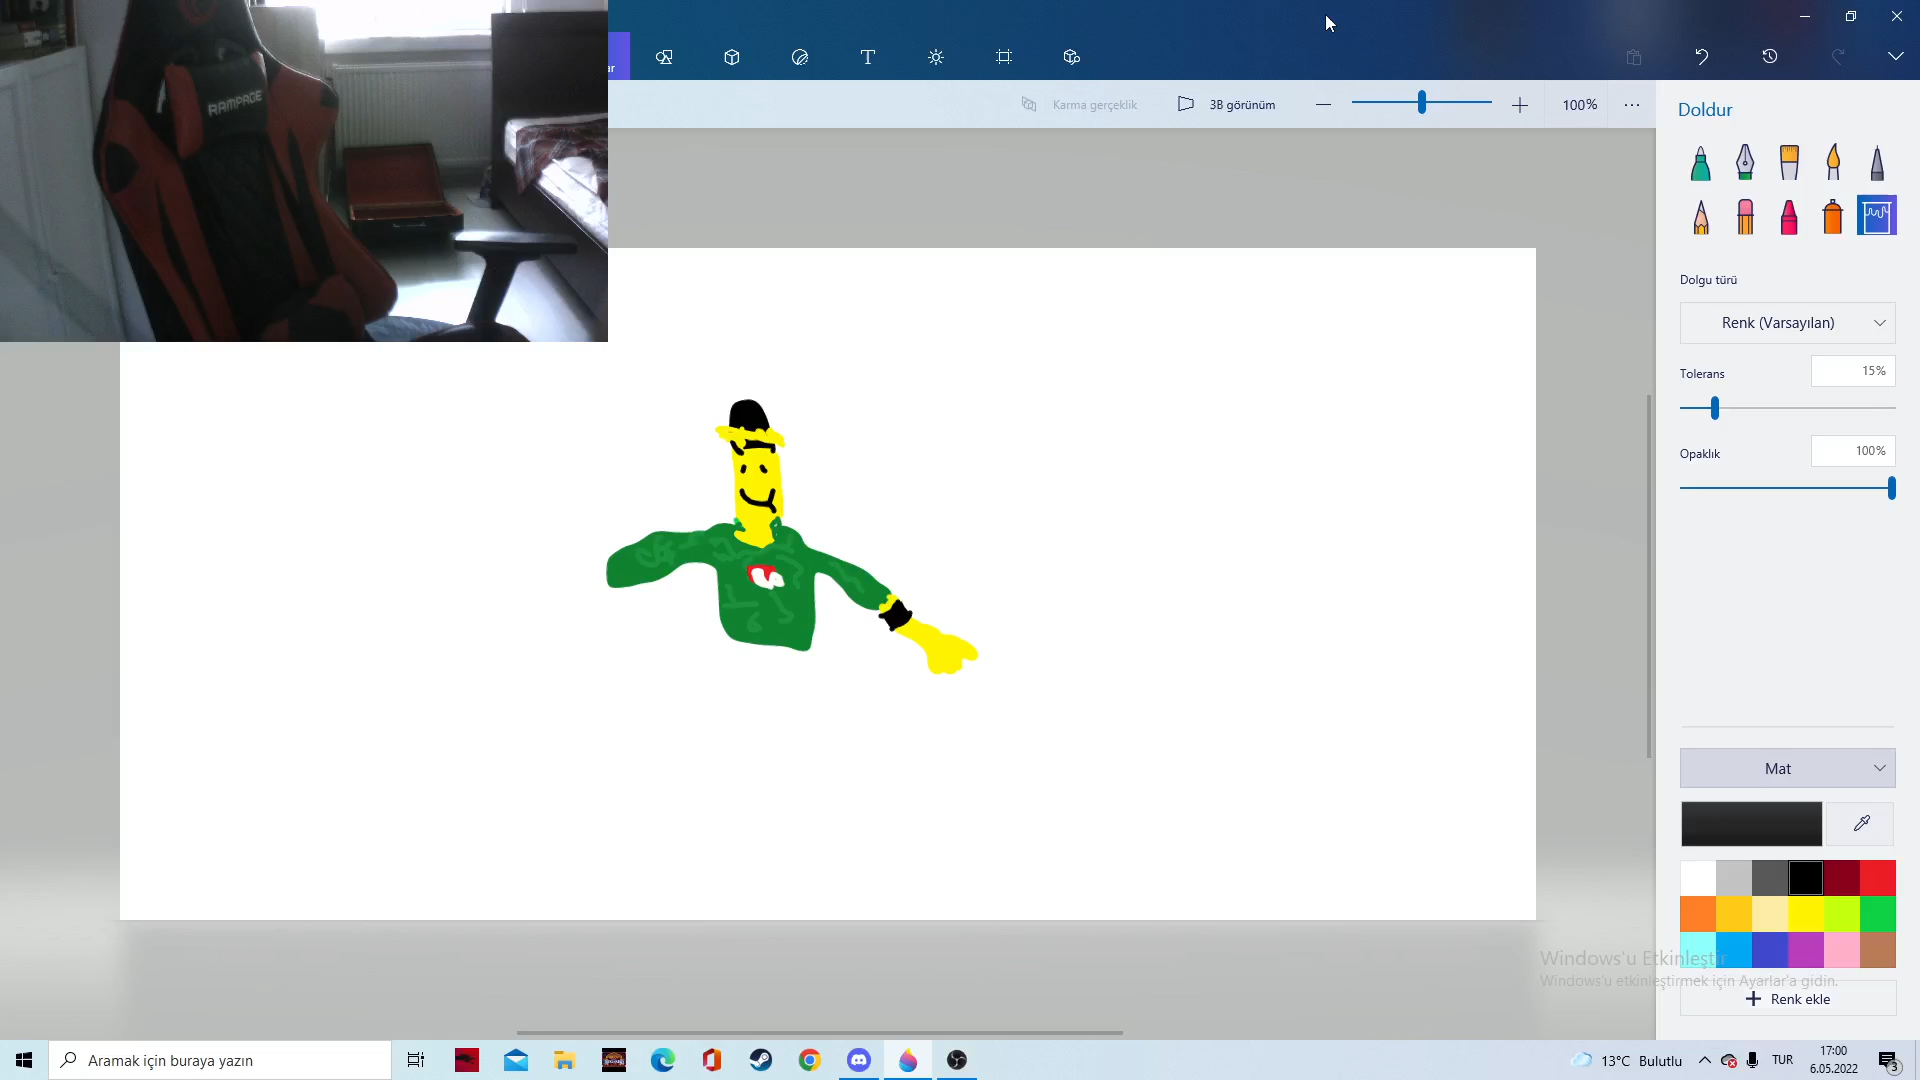 RAMPAGE
ar
Karma gerçeklik
3B görünüm
100%
Doldur
Dolgu türü
Renk (Varsayılan)
Tolerans
15%
Opaklık
100%
Mat
Windows'u Etkinleştir
Windows'u etkinleştirmek için Ayarlar'a gidin.
Renk ekle
Aramak için buraya yazın
13°C Bulutlu
TUR
17:00
6.05.2022
3